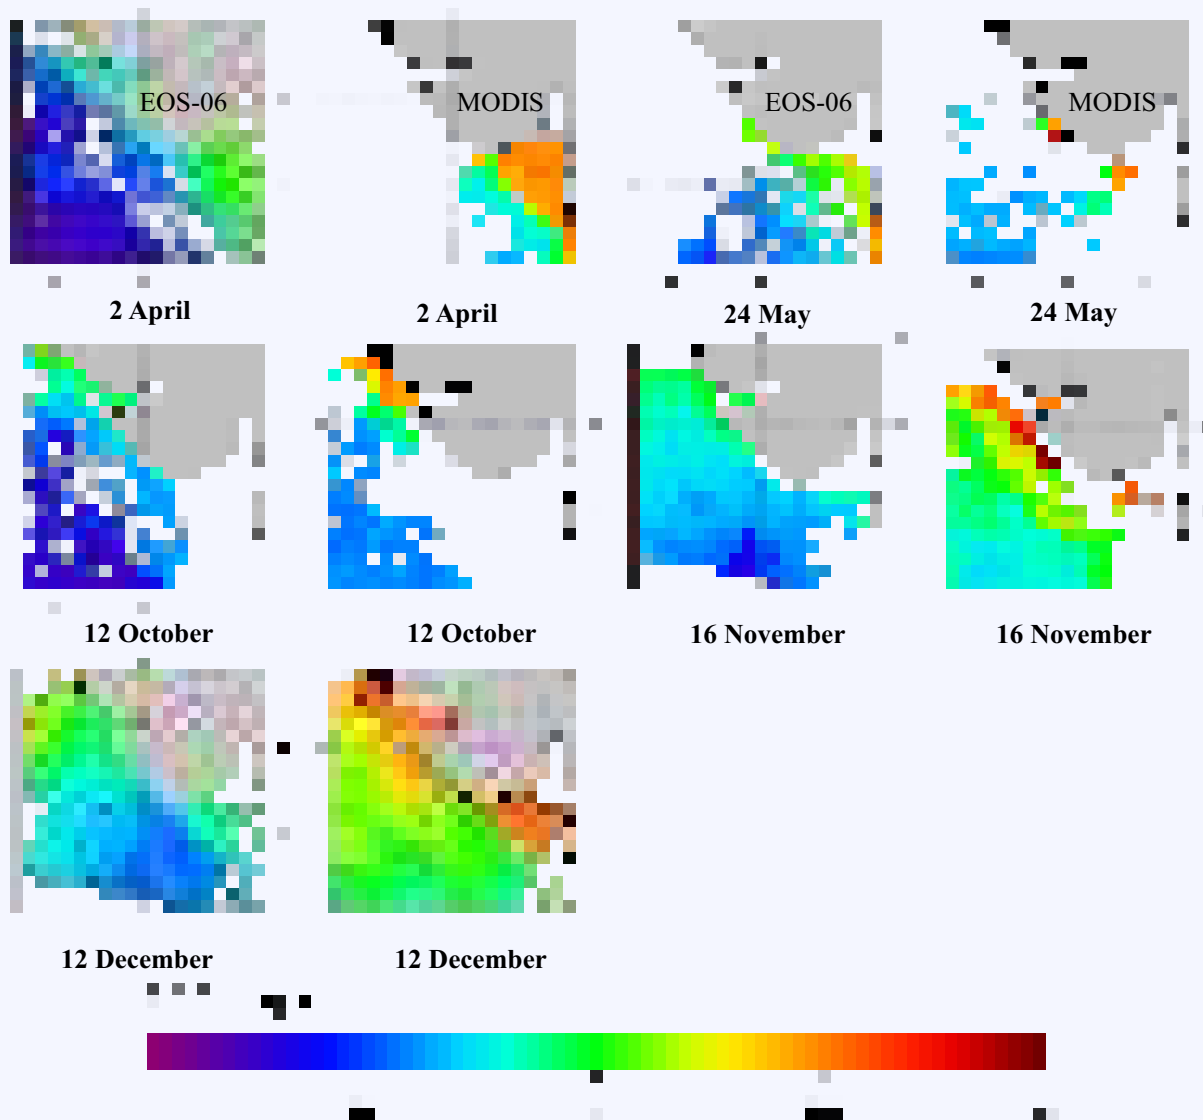 EOS-06 MODIS EOS-06 MODIS
2 April 2 April 24 May 24 May
12 October 12 October 16 November 16 November
12 December 12 December